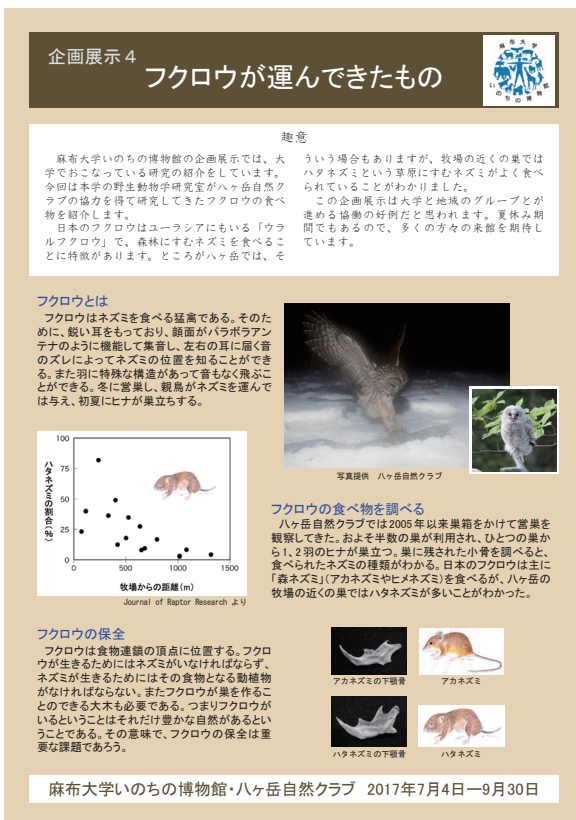 企画展示４
フクロウが運んできたもの
麻布大学
いのちの博物館
趣意
　麻布大学いのちの博物館の企画展示では、大
学でおこなっている研究の紹介をしています。
今回は本学の野生動物学研究室が八ヶ岳自然ク
ラブの協力を得て研究してきたフクロウの食べ
物を紹介します。
　日本のフクロウはユーラシアにもいる「ウラ
ルフクロウ」で、森林にすむネズミを食べるこ
とに特徴があります。ところが八ヶ岳では、そ
ういう場合もありますが、牧場の近くの巣では
ハタネズミという草原にすむネズミがよく食べ
られていることがわかりました。
　この企画展示は大学と地域のグループとが
進める協働の好例だと思われます。夏休み期
間でもあるので、多くの方々の来館を期待し
ています。
フクロウとは
　フクロウはネズミを食べる猛禽である。そのた
めに、鋭い耳をもっており、顔面がパラボラアン
テナのように機能して集音し、左右の耳に届く音
のズレによってネズミの位置を知ることができ
る。また羽に特殊な構造があって音もなく飛ぶこ
とができる。冬に営巣し、親鳥がネズミを運んで
は与え、初夏にヒナが巣立ちする。
写真提供　八ヶ岳自然クラブ
ハタネズミの割合（％）
100
75
50
25
0
0
500
1000
1500
牧場からの距離（m）
Journal of Raptor Research より
フクロウの食べ物を調べる
　八ヶ岳自然クラブでは2005年以来巣箱をかけて営巣を
観察してきた。およそ半数の巣が利用され、ひとつの巣か
ら１、２羽のヒナが巣立つ。巣に残された小骨を調べると、
食べられたネズミの種類がわかる。日本のフクロウは主に
「森ネズミ」（アカネズミやヒメネズミ）を食べるが、八ヶ岳の
牧場の近くの巣ではハタネズミが多いことがわかった。
フクロウの保全
　フクロウは食物連鎖の頂点に位置する。フクロ
ウが生きるためにはネズミがいなければならず、
ネズミが生きるためにはその食物となる動植物
がなければならない。またフクロウが巣を作るこ
とのできる大木も必要である。つまりフクロウが
いるということはそれだけ豊かな自然があるとい
うことである。その意味で、フクロウの保全は重
要な課題であろう。
アカネズミの下顎骨
アカネズミ
ハタネズミの下顎骨
ハタネズミ
麻布大学いのちの博物館・八ヶ岳自然クラブ　2017年7月4日ー9月30日